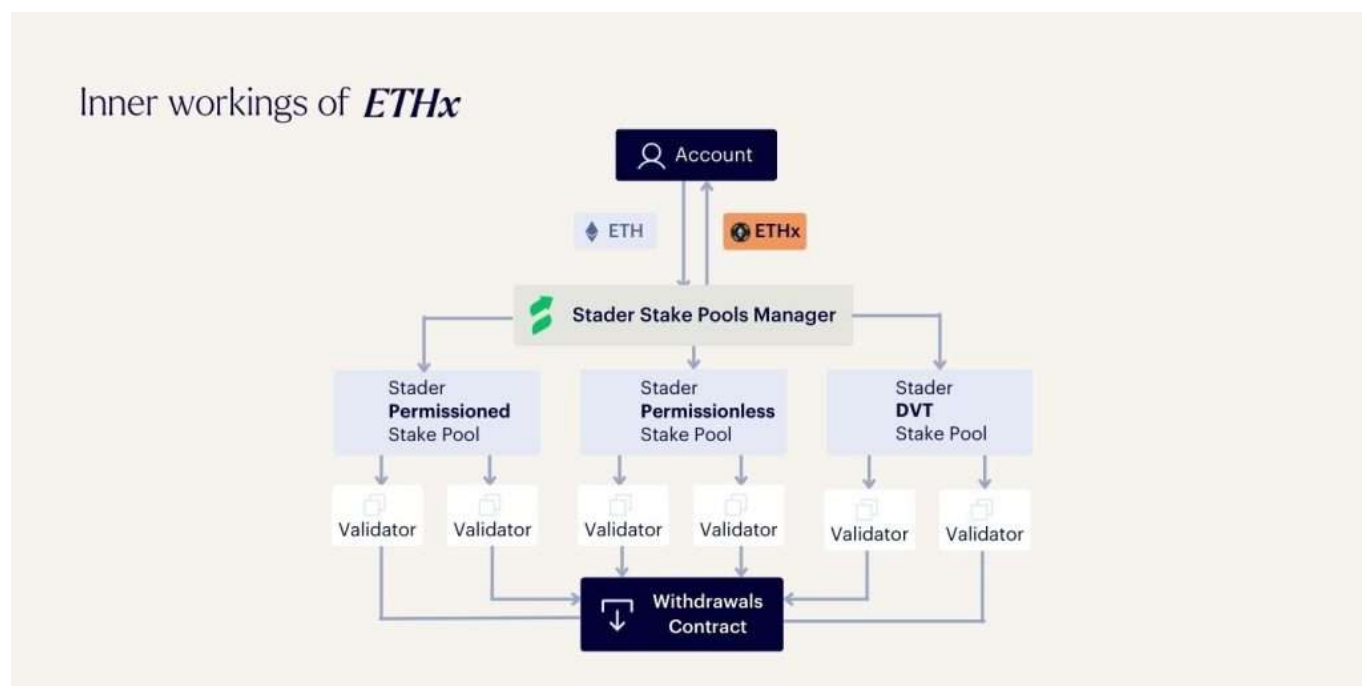 Inner workings of ETHx
Account
ETH
ETHx
Stader Stake Pools Manager
Stader
Permissioned
Stake Pool
Stader
Permissionless
Stake Pool
Stader
DVT
Stake Pool
Validator
Validator
Validator
Validator
Validator
Validator
Withdrawals
Contract